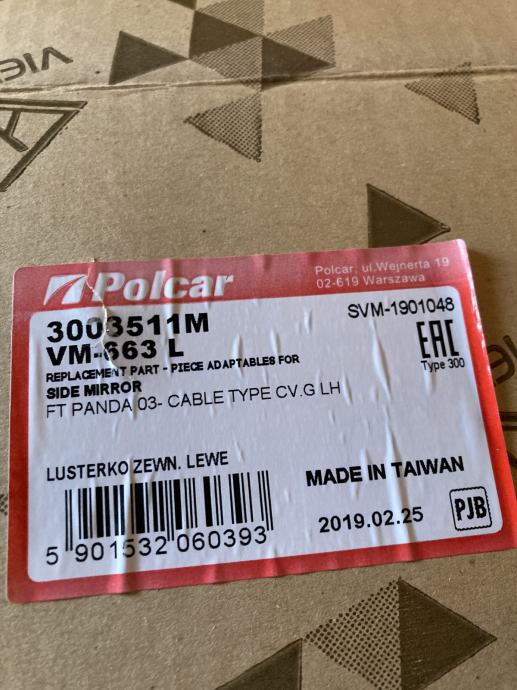 Polcar
Polcar, ul.Wejnerta 19
02-619 Warszawa
3003511M
SVM-1901048
VM-663 L
EAC
REPLACEMENT PART - PIECE ADAPTABLES FOR
Type 300
SIDE MIRROR
FT PANDA 03- CABLE TYPE CV.G LH
LUSTERKO ZEWN. LEWE
MADE IN TAIWAN
2019.02.25
PJB
5 901532 060393